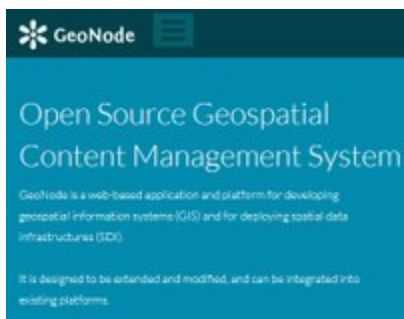 GeoNode
Open Source Geospatial
Content Management System
GeoNode is a web-based application and platform for developing
geospatial information systems (GIS) and for deploying spatial data
infrastructures (SDI).
It is designed to be extended and modified, and can be integrated into
existing platforms.